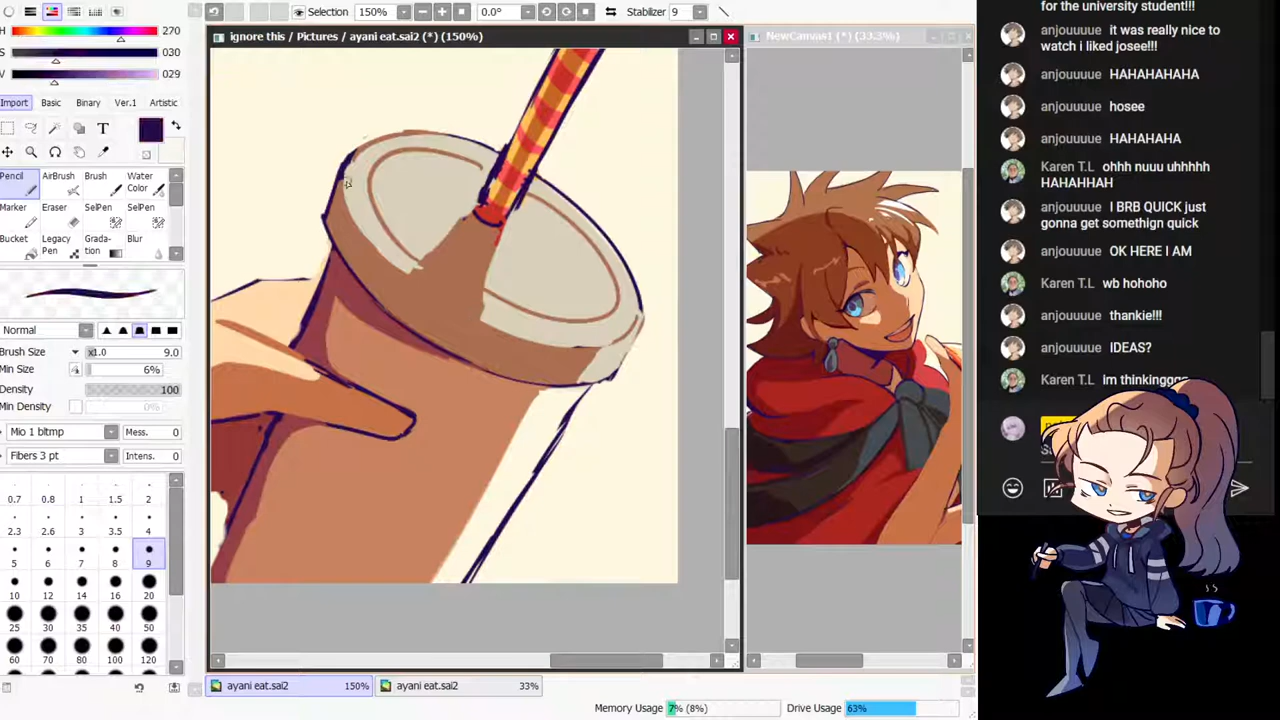 Selection 150% 0.0° Stabilizer 9
H 270
S 030
V 029
ignore this / Pictures / ayani eat.sai2 (*) (150%)
NewCanvas1 (*) (33.3%)
Import Basic Binary Ver.1 Artistic
Pencil AirBrush Brush Water Color
Marker Eraser SelPen SelPen
Bucket Legacy Pen Gradation Blur
Normal
Brush Size x1.0 9.0
Min Size 6%
Density 100
Min Density 0%
Mio 1 bltmp Mess. 0
Fibers 3 pt Intens. 0
0.7 0.8 1 1.5 2
2.3 2.6 3 3.5 4
5 6 7 8 9
10 12 14 16 20
25 30 35 40 50
60 70 80 100 120
ayani eat.sai2 150%
ayani eat.sai2 33%
Memory Usage 7% (8%) Drive Usage 63%
for the university student!!!
anjouuuue it was really nice to
watch i liked josee!!!
anjouuuue HAHAHAHAHA
anjouuuue hosee
anjouuuue HAHAHAHA
Karen T.L ohhh nuuu uhhhhh
HAHAHHAH
anjouuuue I BRB QUICK just
gonna get somethign quick
anjouuuue OK HERE I AM
Karen T.L wb hohoho
anjouuuue thankie!!!
anjouuuue IDEAS?
Karen T.L im thinkinggg